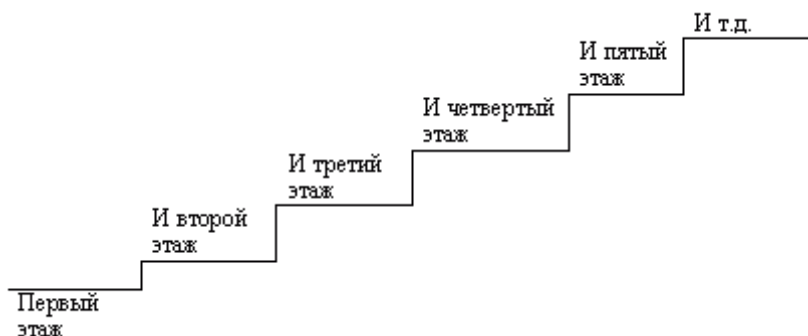 И т.д.
И пятый
этаж
И четвертый
этаж
И третий
этаж
И второй
этаж
Первый
этаж